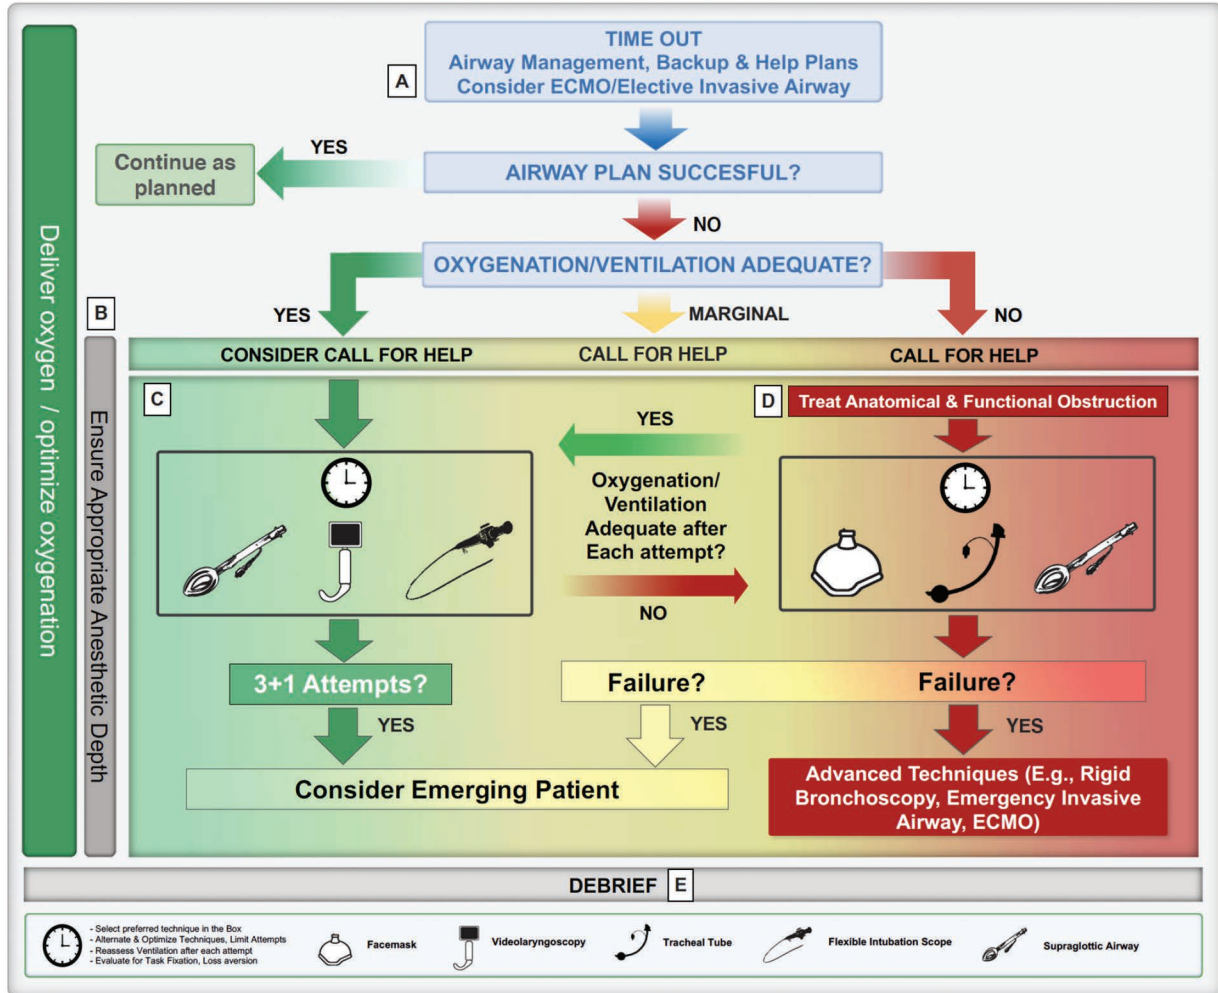 TIME OUT
Airway Management, Backup & Help Plans
Consider ECMO/Elective Invasive Airway
A
YES
Continue as
planned
AIRWAY PLAN SUCCESFUL?
NO
OXYGENATION/VENTILATION ADEQUATE?
Deliver oxygen / optimize oxygenation
B
YES
MARGINAL
NO
Ensure Appropriate Anesthetic Depth
CONSIDER CALL FOR HELP
CALL FOR HELP
CALL FOR HELP
C
D
Treat Anatomical & Functional Obstruction
YES
Oxygenation/
Ventilation
Adequate after
Each attempt?
NO
3+1 Attempts?
Failure?
Failure?
YES
YES
YES
Consider Emerging Patient
Advanced Techniques (E.g., Rigid
Bronchoscopy, Emergency Invasive
Airway, ECMO)
DEBRIEF
E
- Select preferred technique in the Box
- Alternate & Optimize Techniques, Limit Attempts
- Reassess Ventilation after each attempt
- Evaluate for Task Fixation, Loss aversion
Facemask
Videolaryngoscopy
Tracheal Tube
Flexible Intubation Scope
Supraglottic Airway